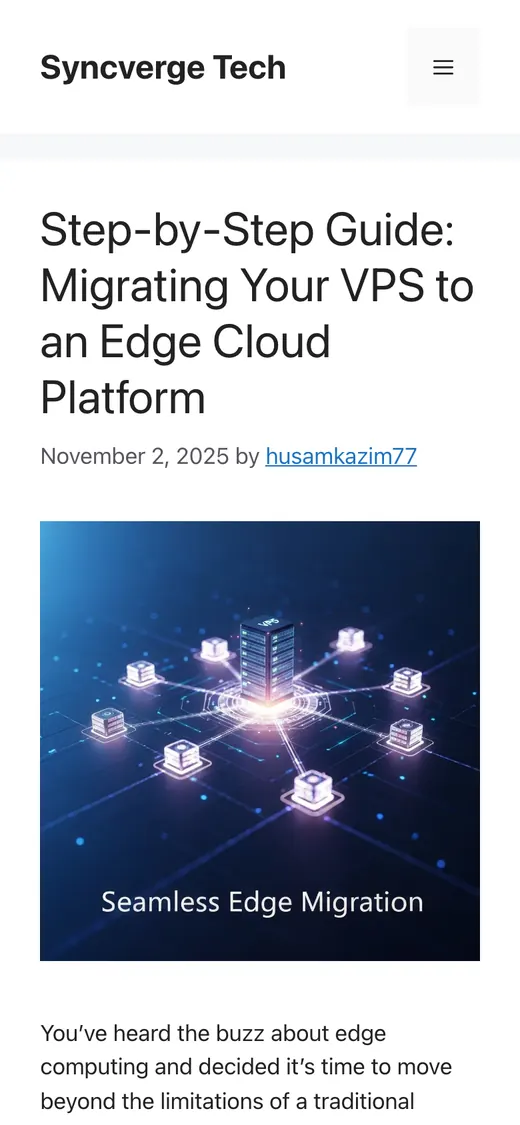 Syncverge Tech
Step-by-Step Guide:
Migrating Your VPS to
an Edge Cloud
Platform
November 2, 2025 by husamkazim77
VPS
Seamless Edge Migration
You’ve heard the buzz about edge
computing and decided it’s time to move
beyond the limitations of a traditional